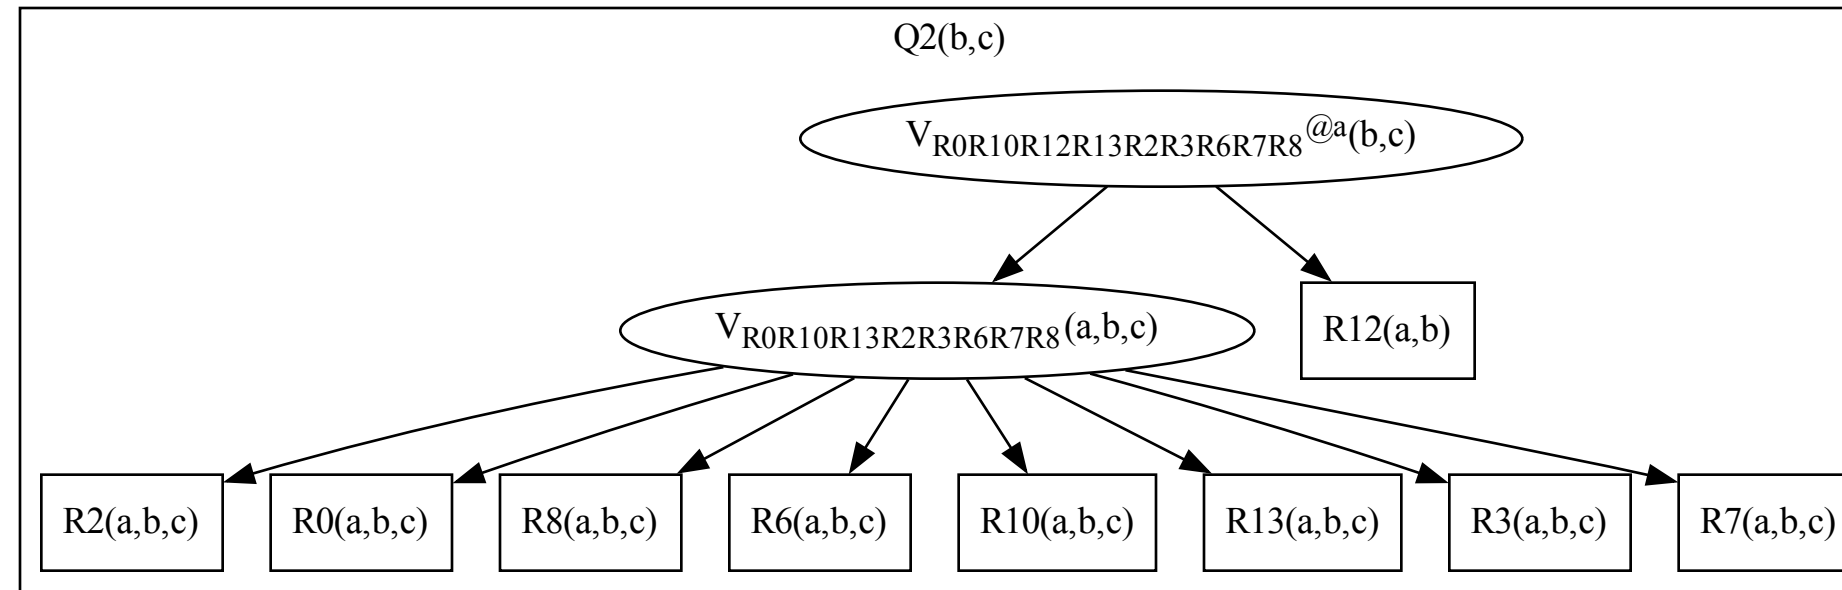 Q2(b,c)
VR0R10R12R13R2R3R6R7R8@a(b,c)
VR0R10R13R2R3R6R7R8(a,b,c)
R12(a,b)
R2(a,b,c)
R0(a,b,c)
R8(a,b,c)
R6(a,b,c)
R10(a,b,c)
R13(a,b,c)
R3(a,b,c)
R7(a,b,c)